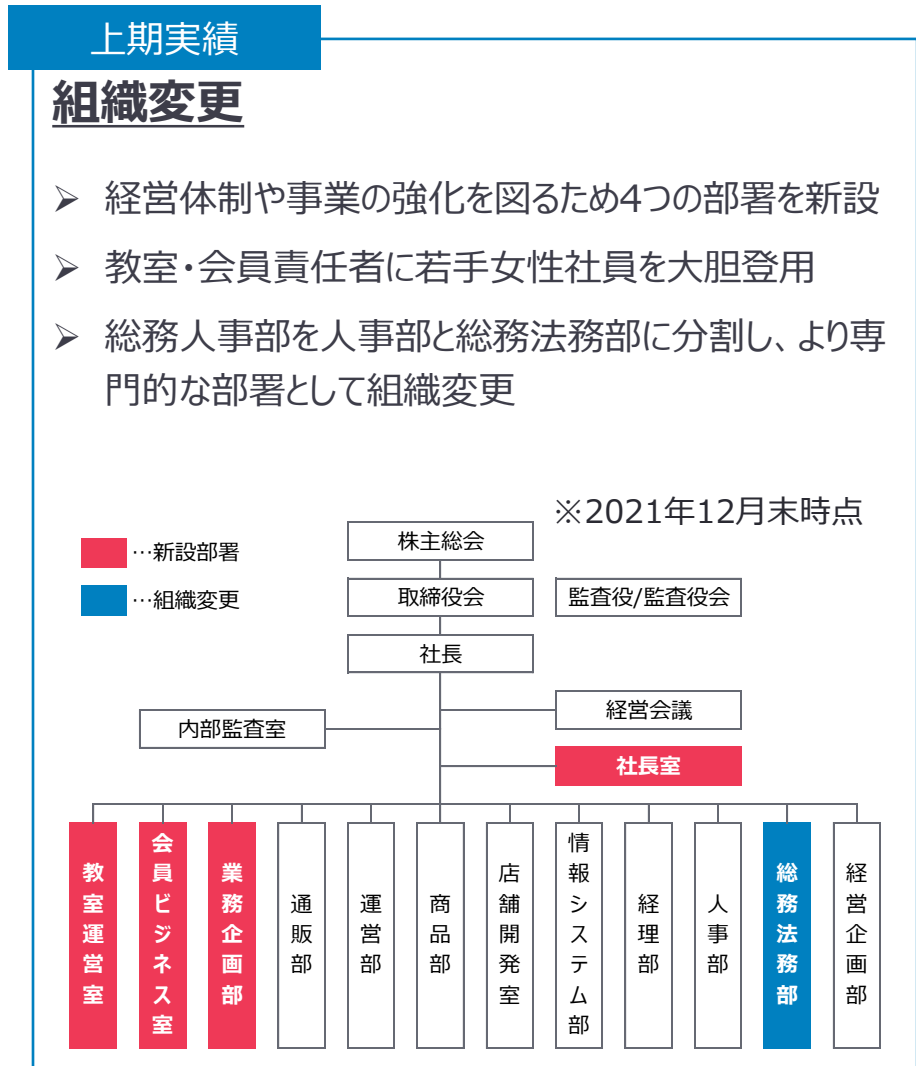 上期実績
組織変更
➢ 経営体制や事業の強化を図るため4つの部署を新設
➢ 教室・会員責任者に若手女性社員を大胆登用
➢ 総務人事部を人事部と総務法務部に分割し、より専
門的な部署として組織変更
※2021年12月末時点
…新設部署
…組織変更
株主総会
取締役会
監査役/監査役会
社長
経営会議
内部監査室
社長室
教室運営室
会員ビジネス室
業務企画部
通販部
運営部
商品部
店舗開発室
情報システム部
経理部
人事部
総務法務部
経営企画部